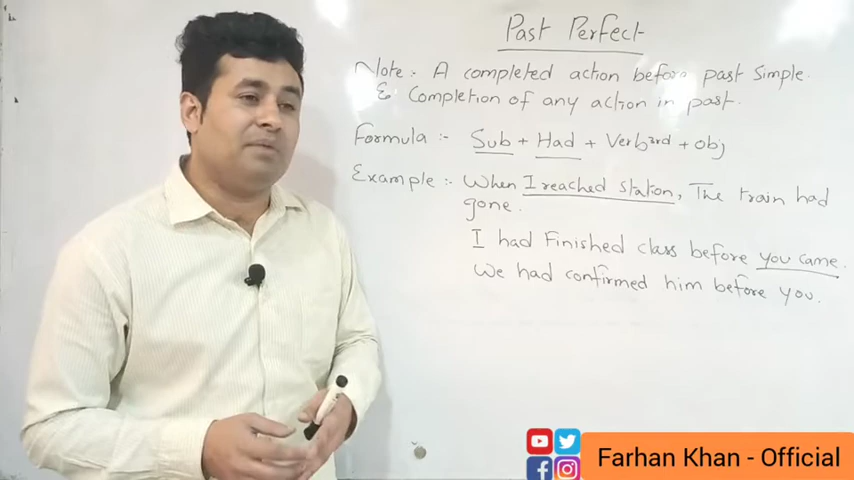 Past Perfect
Note :- A completed action before past simple.
& Completion of any action in past.
Formula :- Sub + Had + Verb 3rd + obj
Example :- When I reached station, The train had
gone.
I had Finished class before you came.
We had confirmed him before you.
Farhan Khan - Official